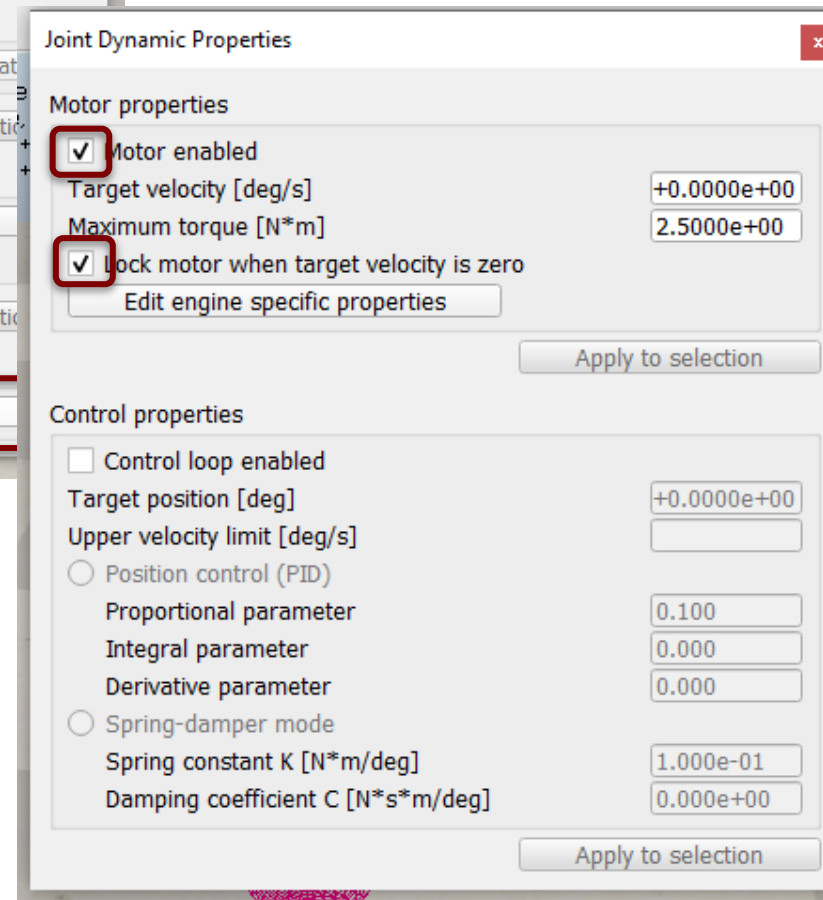 Joint Dynamic Properties
x
Motor properties
Motor enabled
Target velocity [deg/s] +0.0000e+00
Maximum torque [N*m] 2.5000e+00
Lock motor when target velocity is zero
Edit engine specific properties
Apply to selection
Control properties
Control loop enabled
Target position [deg] +0.0000e+00
Upper velocity limit [deg/s]
Position control (PID)
Proportional parameter 0.100
Integral parameter 0.000
Derivative parameter 0.000
Spring-damper mode
Spring constant K [N*m/deg] 1.000e-01
Damping coefficient C [N*s*m/deg] 0.000e+00
Apply to selection